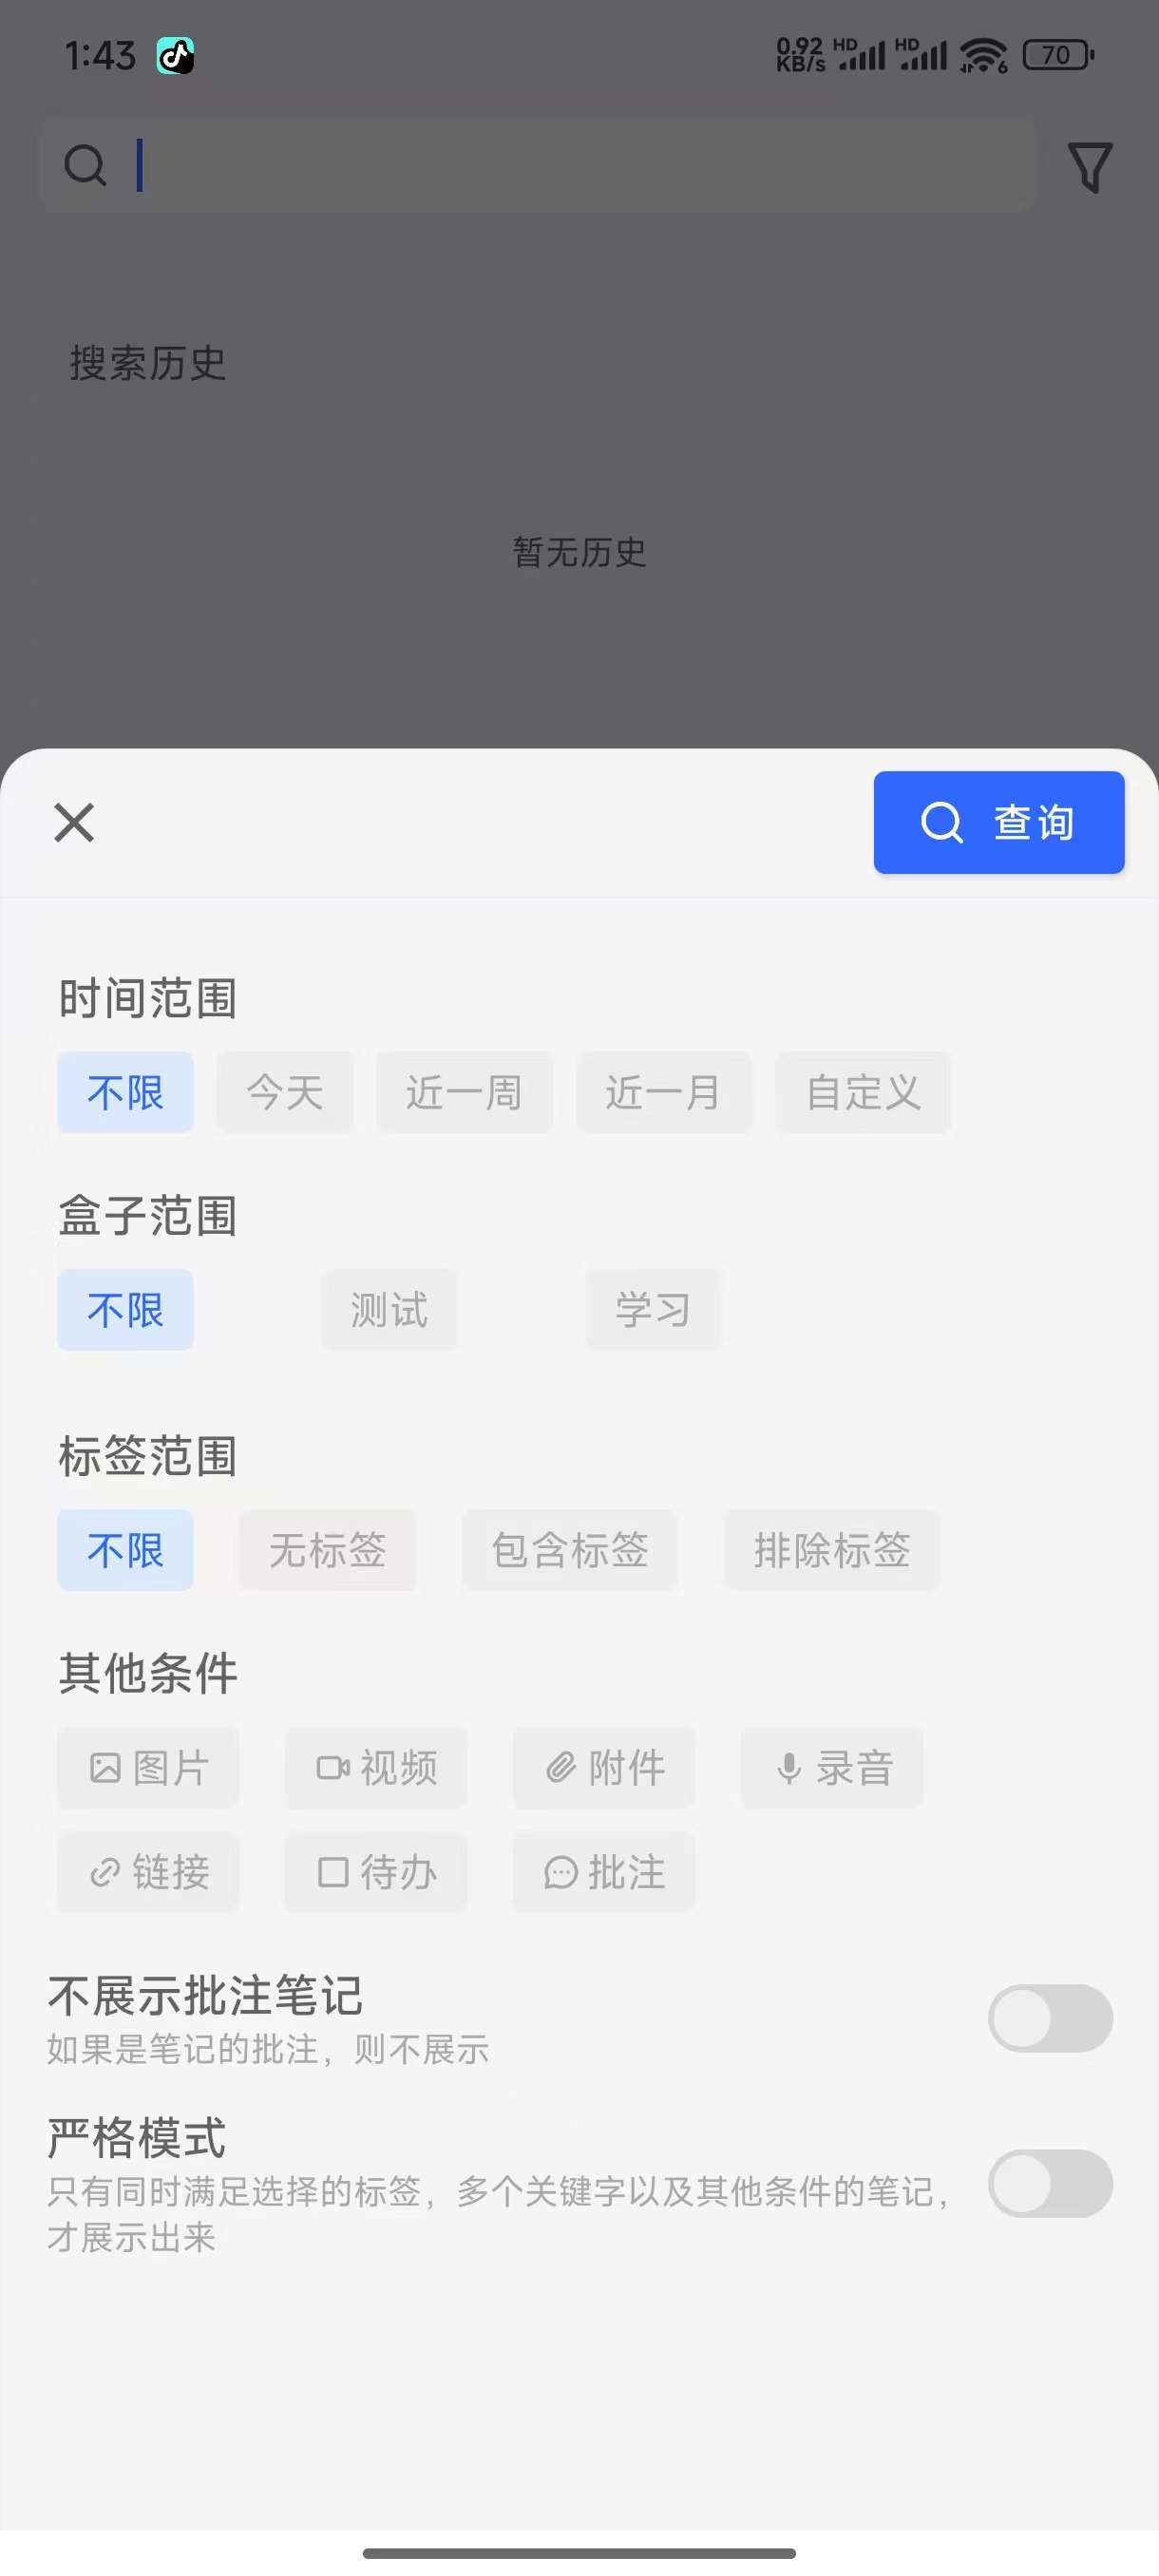 1:43
0.92
KB/s
HD
HD
6
70
搜索历史
暂无历史
查询
时间范围
不限 今天 近一周 近一月 自定义
盒子范围
不限 测试 学习
标签范围
不限 无标签 包含标签 排除标签
其他条件
图片 视频 附件 录音
链接 待办 批注
不展示批注笔记
如果是笔记的批注，则不展示
严格模式
只有同时满足选择的标签，多个关键字以及其他条件的笔记，
才展示出来